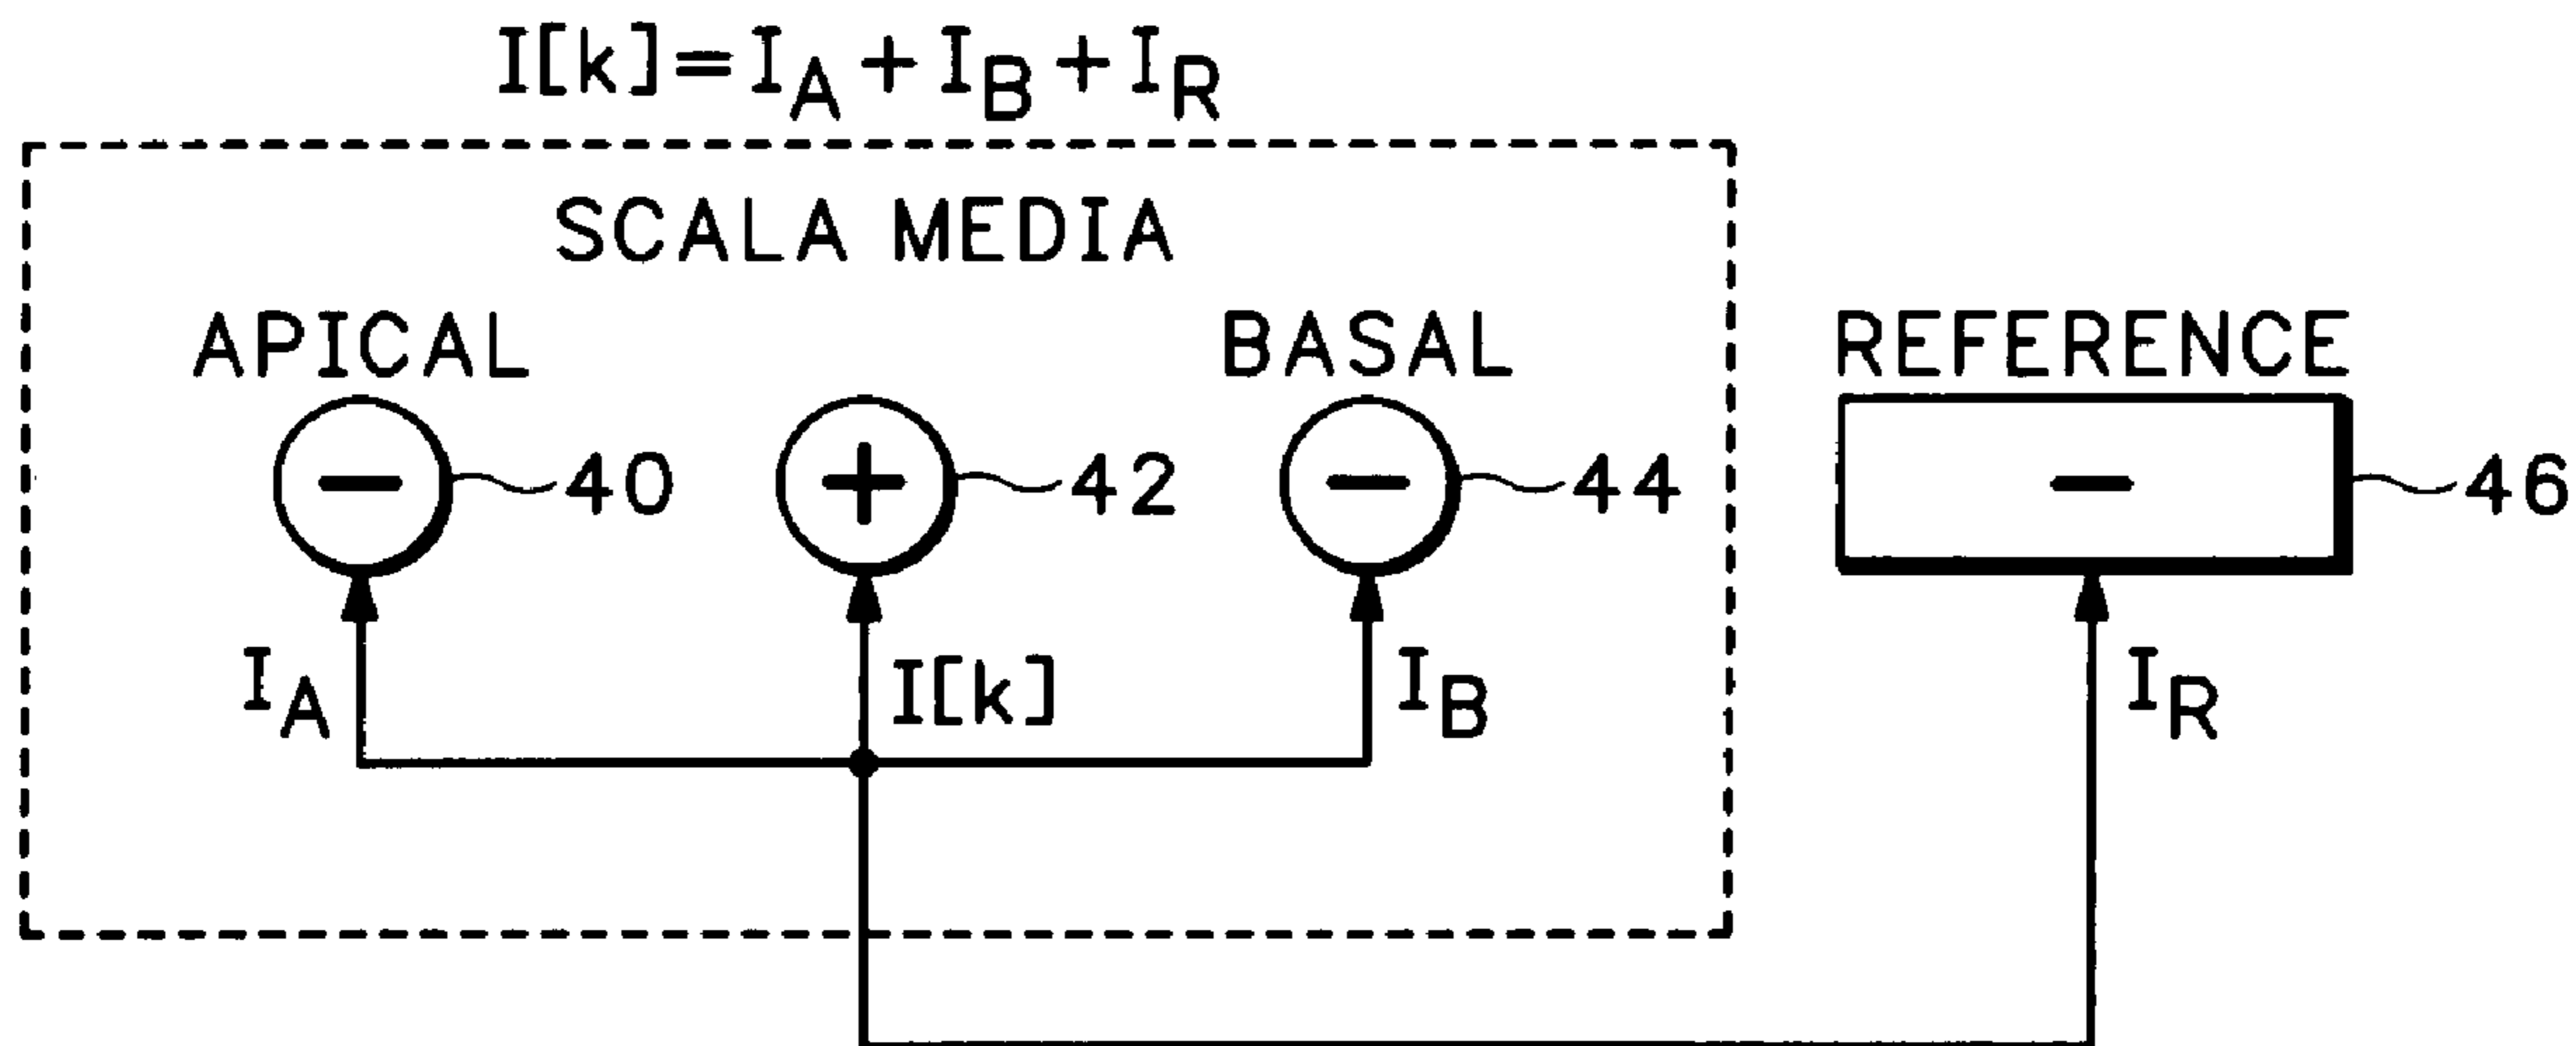 I[k]=I_A+I_B+I_R
SCALA MEDIA
APICAL BASAL REFERENCE
− 40 + 42 − 44 − 46
I_A I[k] I_B I_R